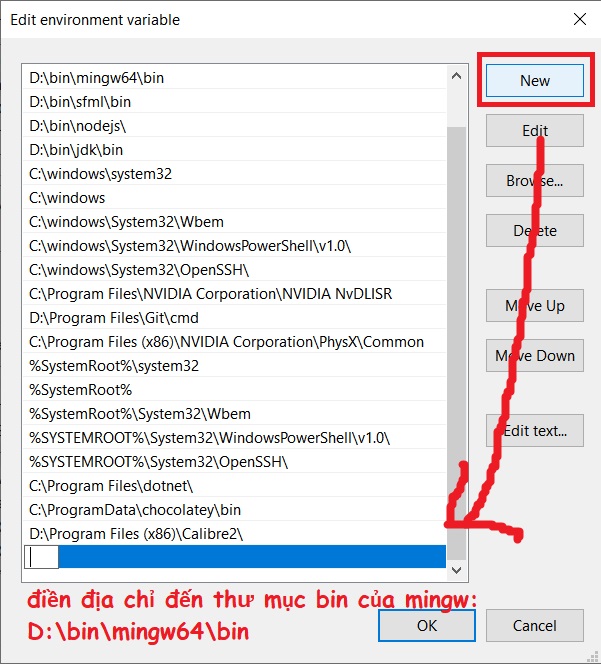 Edit environment variable
D:\bin\mingw64\bin
D:\bin\sfml\bin
D:\bin\nodejs\
D:\bin\jdk\bin
C:\windows\system32
C:\windows
C:\windows\System32\Wbem
C:\windows\System32\WindowsPowerShell\v1.0\
C:\windows\System32\OpenSSH\
C:\Program Files\NVIDIA Corporation\NVIDIA NvDLISR
D:\Program Files\Git\cmd
C:\Program Files (x86)\NVIDIA Corporation\PhysX\Common
%SystemRoot%\system32
%SystemRoot%
%SystemRoot%\System32\Wbem
%SYSTEMROOT%\System32\WindowsPowerShell\v1.0\
%SYSTEMROOT%\System32\OpenSSH\
C:\Program Files\dotnet\
C:\ProgramData\chocolatey\bin
D:\Program Files (x86)\Calibre2\
New
Edit
Browse...
Delete
Move Up
Move Down
Edit text...
điền địa chỉ đến thư mục bin của mingw:
D:\bin\mingw64\bin
OK
Cancel